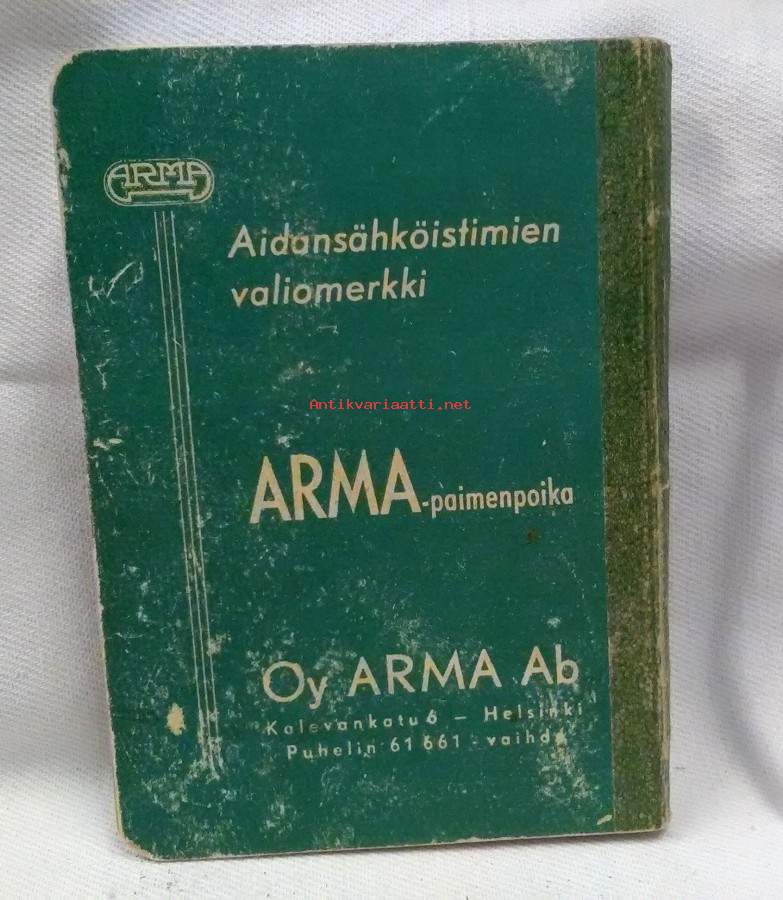 ARMA
Aidansähköistimien
valiomerkki
Antikvariaatti.net
ARMA-paimenpoika
Oy ARMA Ab
Kalevankatu 6 – Helsinki
Puhelin 61 661 - vaihde